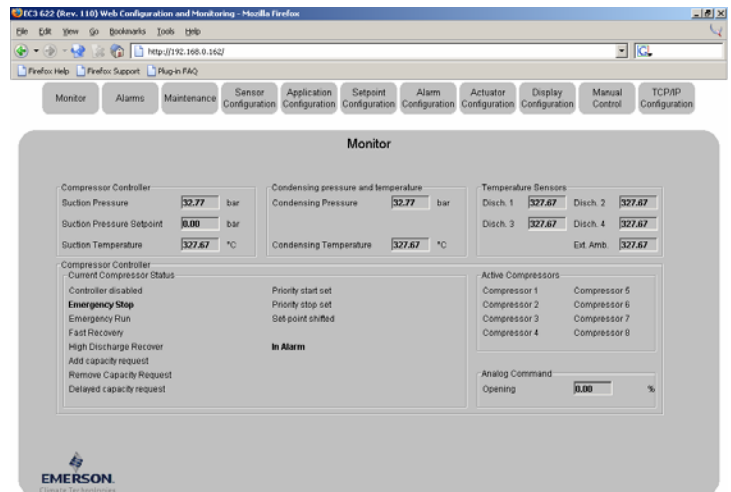 EC3 622 (Rev. 110) Web Configuration and Monitoring - Mozilla Firefox
File Edit View Go Bookmarks Tools Help
http://192.168.0.162/
Firefox Help Firefox Support Plug-in FAQ
Monitor Alarms Maintenance Sensor Configuration Application Configuration Setpoint Configuration Alarm Configuration Actuator Configuration Display Configuration Manual Control TCP/IP Configuration
Monitor
Compressor Controller
Suction Pressure 32.77 bar
Suction Pressure Setpoint 0.00 bar
Suction Temperature 327.67 °C
Condensing pressure and temperature
Condensing Pressure 32.77 bar
Condensing Temperature 327.67 °C
Temperature Sensors
Disch. 1 327.67 Disch. 2 327.67
Disch. 3 327.67 Disch. 4 327.67
Ext. Amb. 327.67
Compressor Controller
Current Compressor Status
Controller disabled Priority start set
Emergency Stop Priority stop set
Emergency Run Set-point shifted
Fast Recovery
High Discharge Recover In Alarm
Add capacity request
Remove Capacity Request
Delayed capacity request
Active Compressors
Compressor 1 Compressor 5
Compressor 2 Compressor 6
Compressor 3 Compressor 7
Compressor 4 Compressor 8
Analog Command
Opening 0.00 %
EMERSON.
Climate Technologies